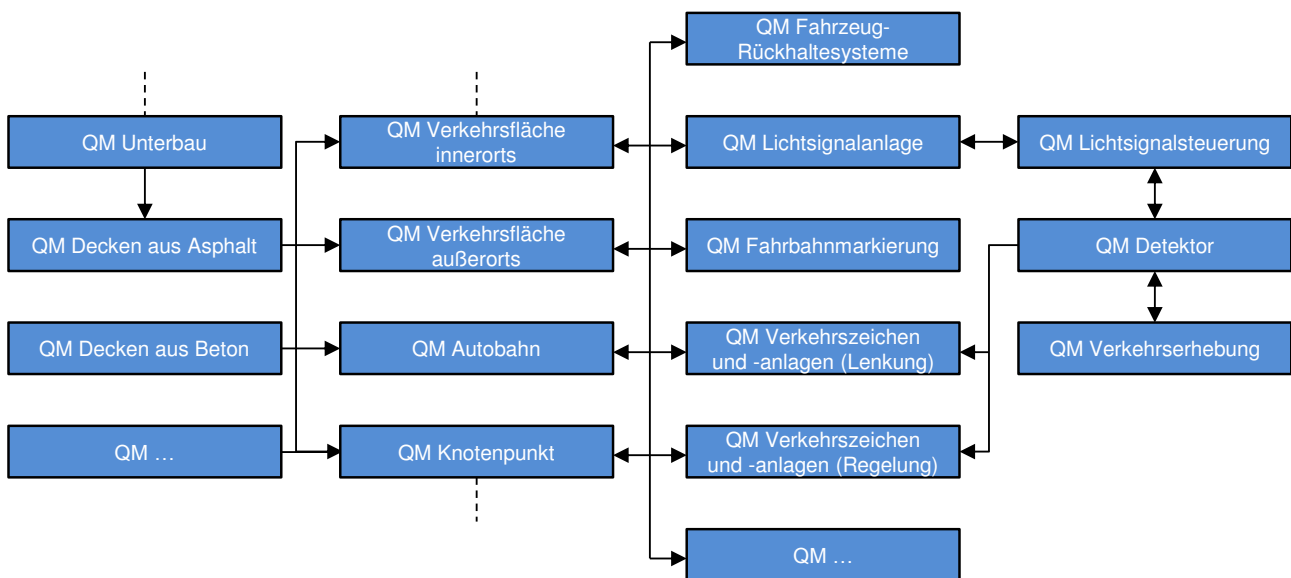 QM Fahrzeug-
Rückhaltesysteme
QM Unterbau
QM Verkehrsfläche
innerorts
QM Lichtsignalanlage
QM Lichtsignalsteuerung
QM Decken aus Asphalt
QM Verkehrsfläche
außerorts
QM Fahrbahnmarkierung
QM Detektor
QM Decken aus Beton
QM Autobahn
QM Verkehrszeichen
und -anlagen (Lenkung)
QM Verkehrserhebung
QM …
QM Knotenpunkt
QM Verkehrszeichen
und -anlagen (Regelung)
QM …